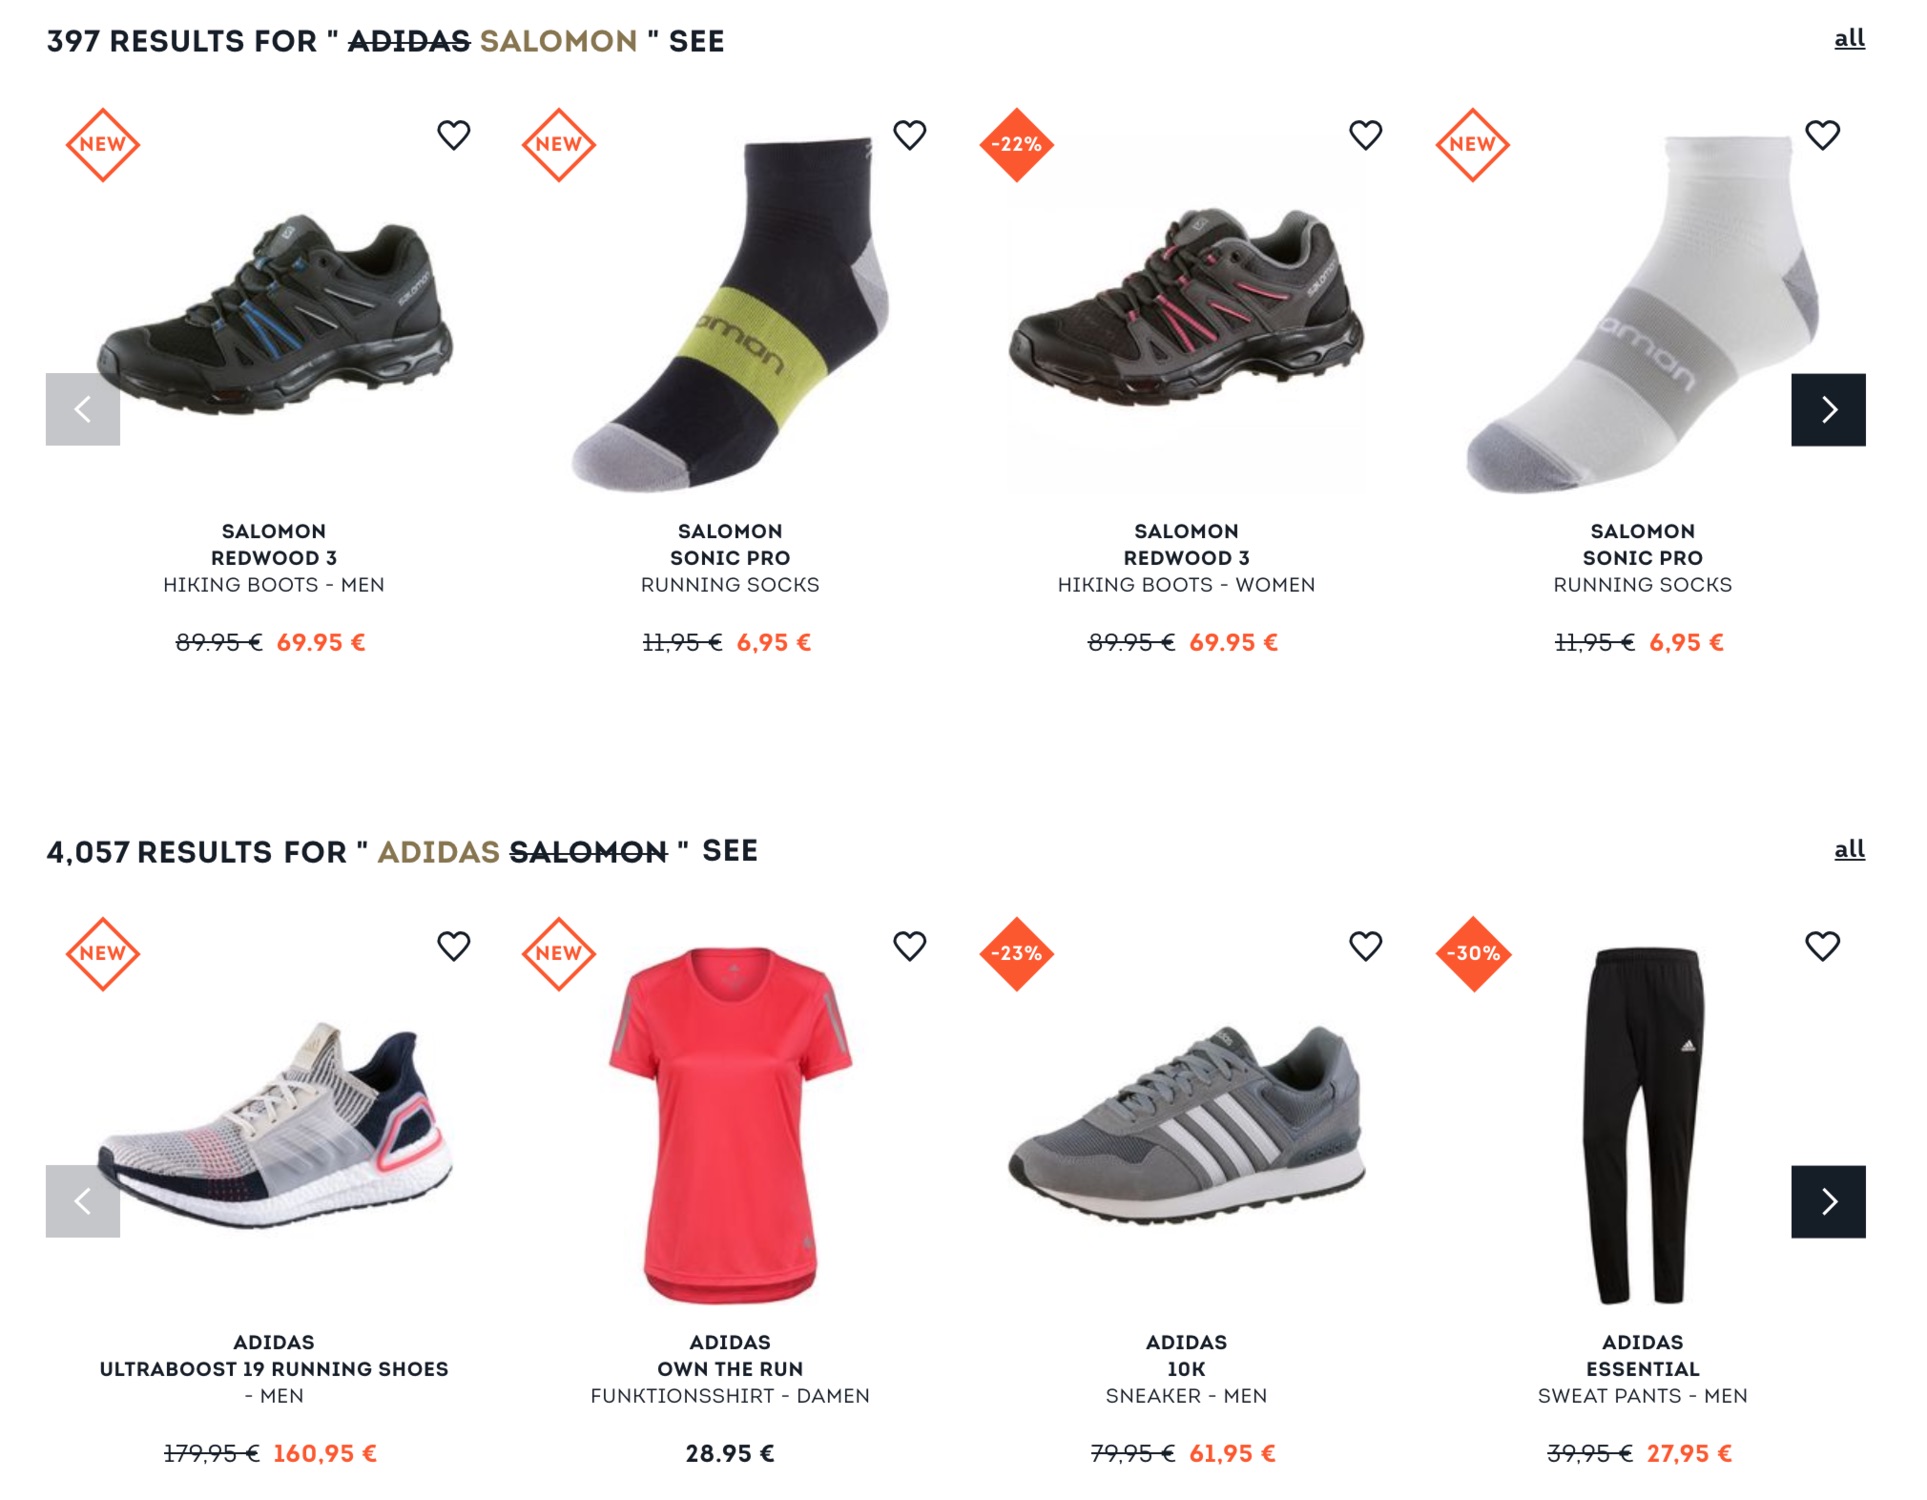 397 RESULTS FOR " ADIDAS SALOMON " SEE
all
NEW
NEW
-22%
NEW
salomon
omon
salomon
omon
SALOMON
REDWOOD 3
HIKING BOOTS - MEN
89.95 € 69.95 €
SALOMON
SONIC PRO
RUNNING SOCKS
11,95 € 6,95 €
SALOMON
REDWOOD 3
HIKING BOOTS - WOMEN
89.95 € 69.95 €
SALOMON
SONIC PRO
RUNNING SOCKS
11,95 € 6,95 €
4,057 RESULTS FOR " ADIDAS SALOMON " SEE
all
NEW
NEW
-23%
-30%
ADIDAS
ULTRABOOST 19 RUNNING SHOES
- MEN
179,95 € 160,95 €
ADIDAS
OWN THE RUN
FUNKTIONSSHIRT - DAMEN
28.95 €
ADIDAS
10K
SNEAKER - MEN
79,95 € 61,95 €
ADIDAS
ESSENTIAL
SWEAT PANTS - MEN
39,95 € 27,95 €